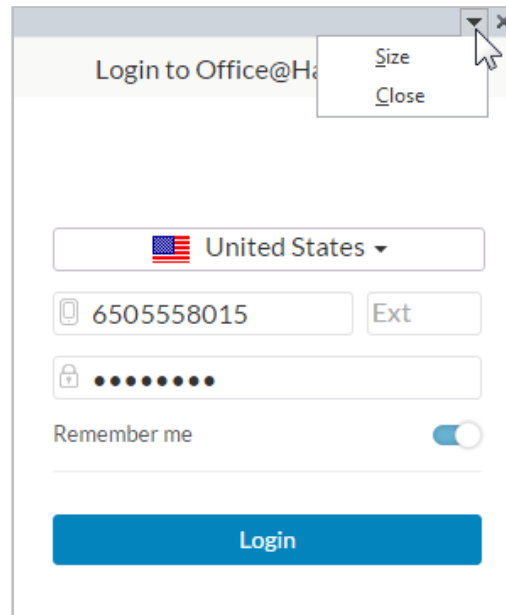 Size
Login to Office@Ha
Close
United States
6505558015 Ext
••••••••
Remember me
Login